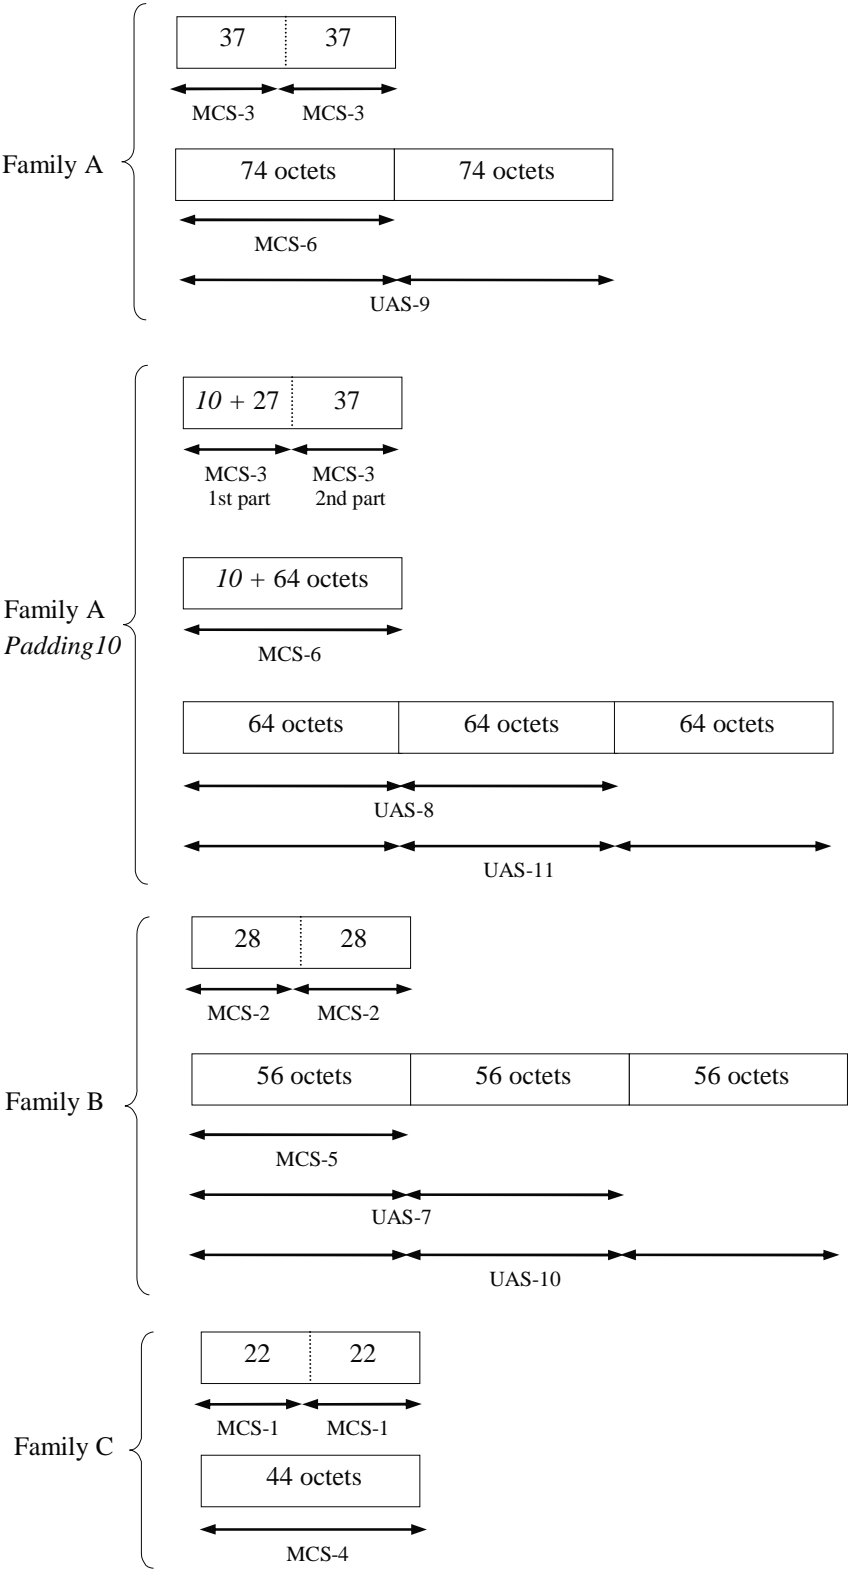 37 37
MCS-3 MCS-3
Family A
74 octets 74 octets
MCS-6
UAS-9
10 + 27 37
MCS-3 MCS-3
1st part 2nd part
10 + 64 octets
Family A
Padding10
MCS-6
64 octets 64 octets 64 octets
UAS-8
UAS-11
28 28
MCS-2 MCS-2
56 octets 56 octets 56 octets
Family B
MCS-5
UAS-7
UAS-10
22 22
MCS-1 MCS-1
Family C
44 octets
MCS-4